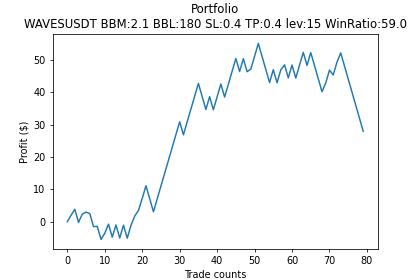 Portfolio
WAVESUSDT BBM:2.1 BBL:180 SL:0.4 TP:0.4 lev:15 WinRatio:59.0
50
40
30
20
10
0
Profit ($)
0 10 20 30 40 50 60 70 80
Trade counts